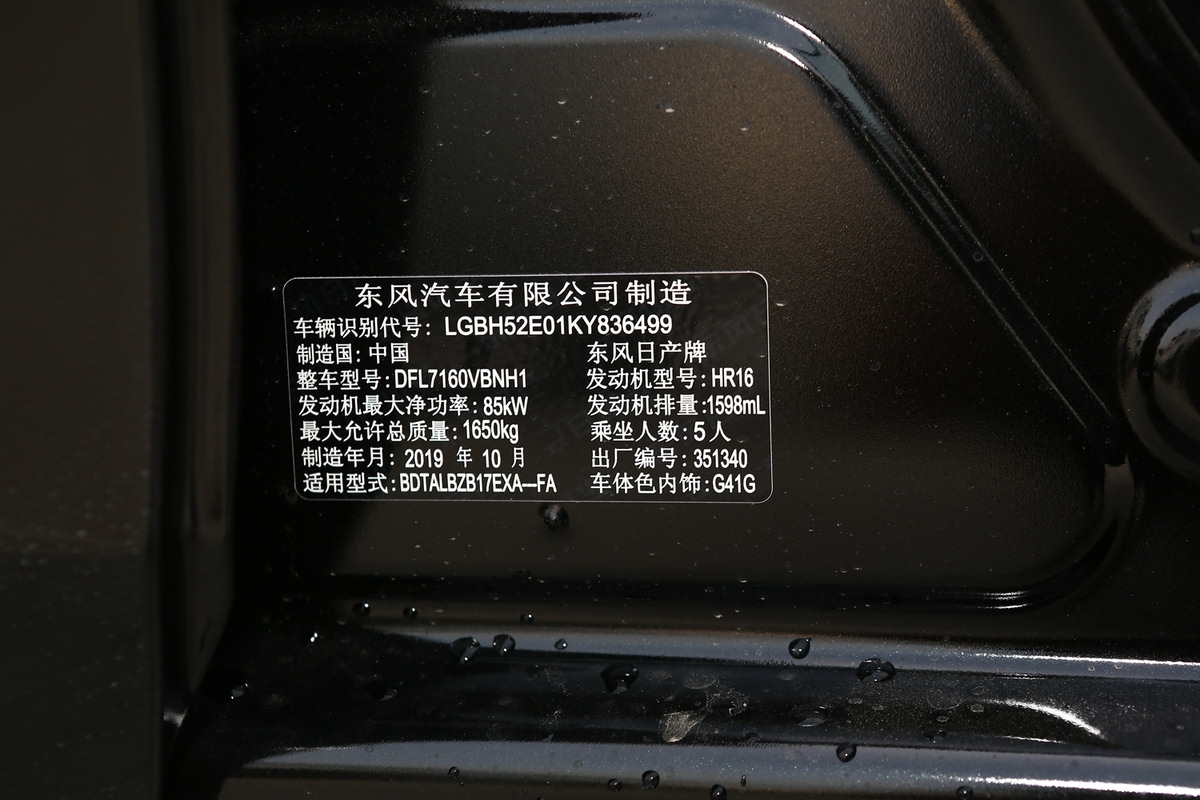 东风汽车有限公司制造
车辆识别代号: LGBH52E01KY836499
制造国: 中国 东风日产牌
整车型号: DFL7160VBNH1 发动机型号: HR16
发动机最大净功率: 85kW 发动机排量:1598mL
最大允许总质量: 1650kg 乘坐人数: 5人
制造年月: 2019 年 10 月 出厂编号: 351340
适用型式: BDTALBZB17EXA---FA 车体色内饰: G41G